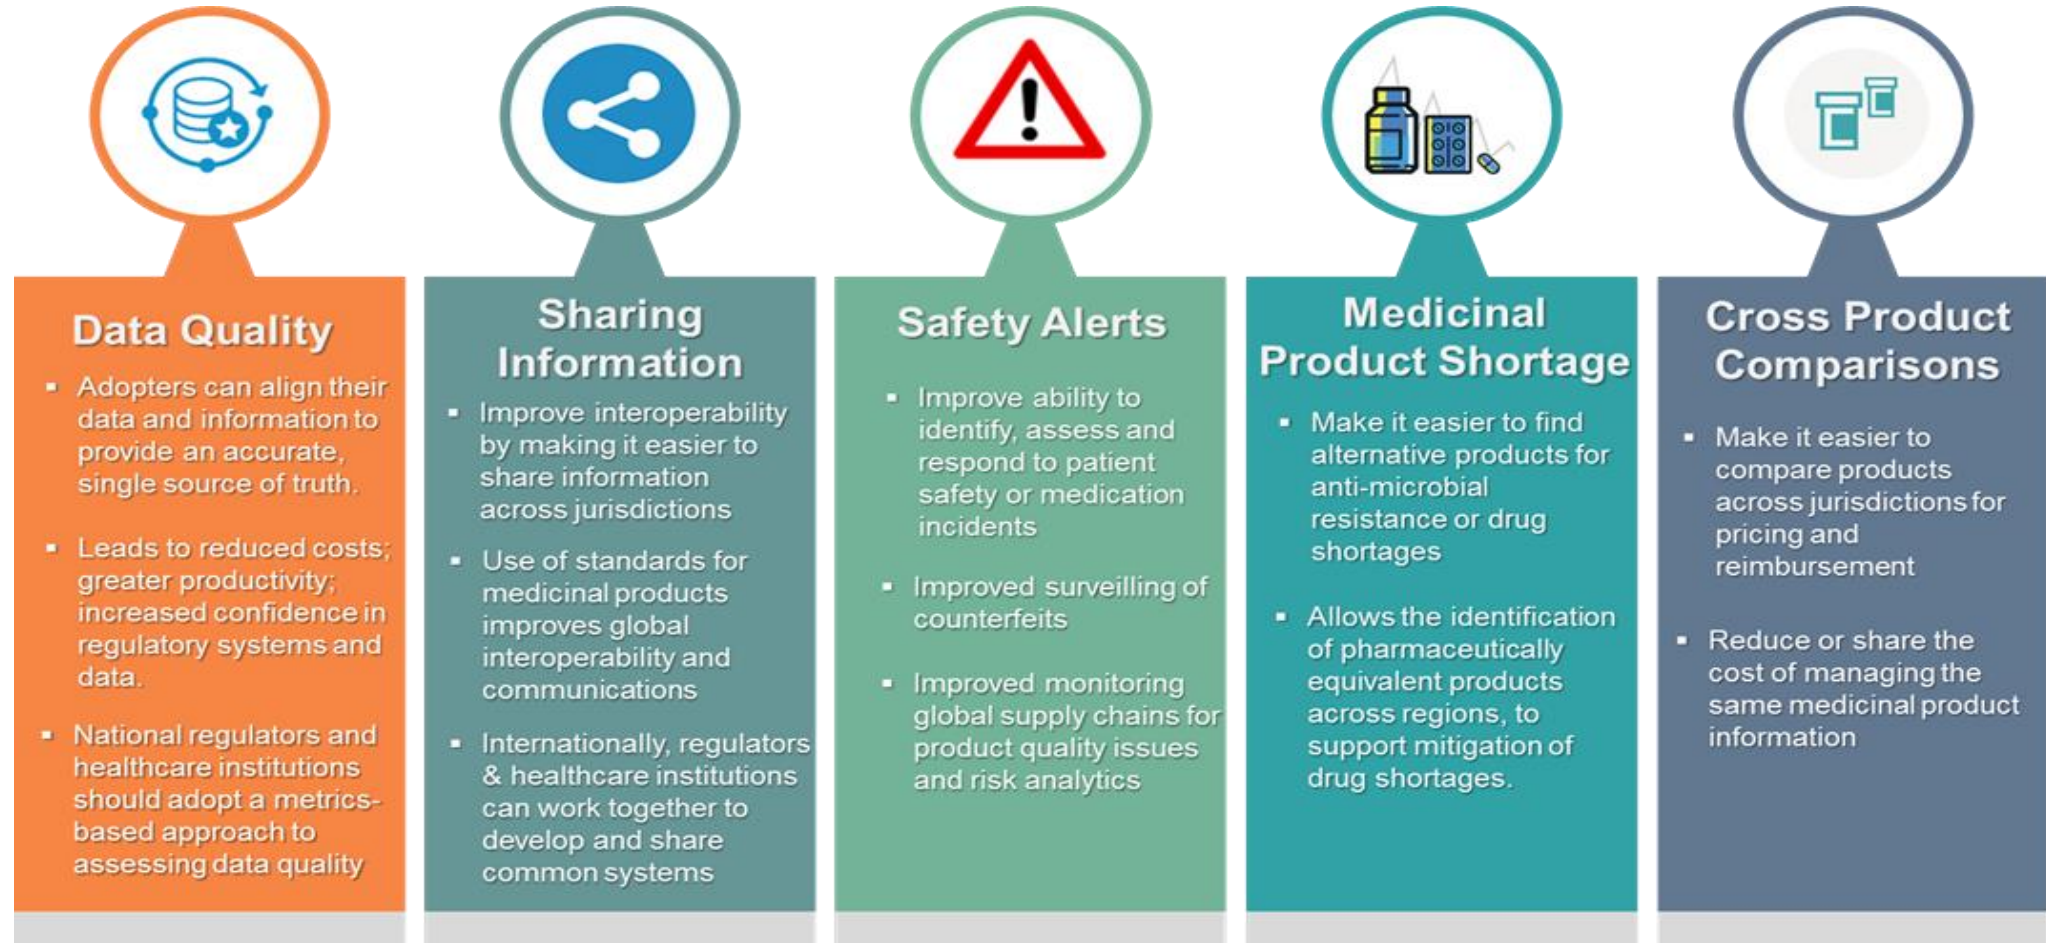 Data Quality
▪ Adopters can align their
data and information to
provide an accurate,
single source of truth.
▪ Leads to reduced costs;
greater productivity;
increased confidence in
regulatory systems and
data.
▪ National regulators and
healthcare institutions
should adopt a metrics-
based approach to
assessing data quality
Sharing
Information
▪ Improve interoperability
by making it easier to
share information
across jurisdictions
▪ Use of standards for
medicinal products
improves global
interoperability and
communications
▪ Internationally, regulators
& healthcare institutions
can work together to
develop and share
common systems
Safety Alerts
▪ Improve ability to
identify, assess and
respond to patient
safety or medication
incidents
▪ Improved surveilling of
counterfeits
▪ Improved monitoring
global supply chains for
product quality issues
and risk analytics
Medicinal
Product Shortage
▪ Make it easier to find
alternative products for
anti-microbial
resistance or drug
shortages
▪ Allows the identification
of pharmaceutically
equivalent products
across regions, to
support mitigation of
drug shortages.
Cross Product
Comparisons
▪ Make it easier to
compare products
across jurisdictions for
pricing and
reimbursement
▪ Reduce or share the
cost of managing the
same medicinal product
information